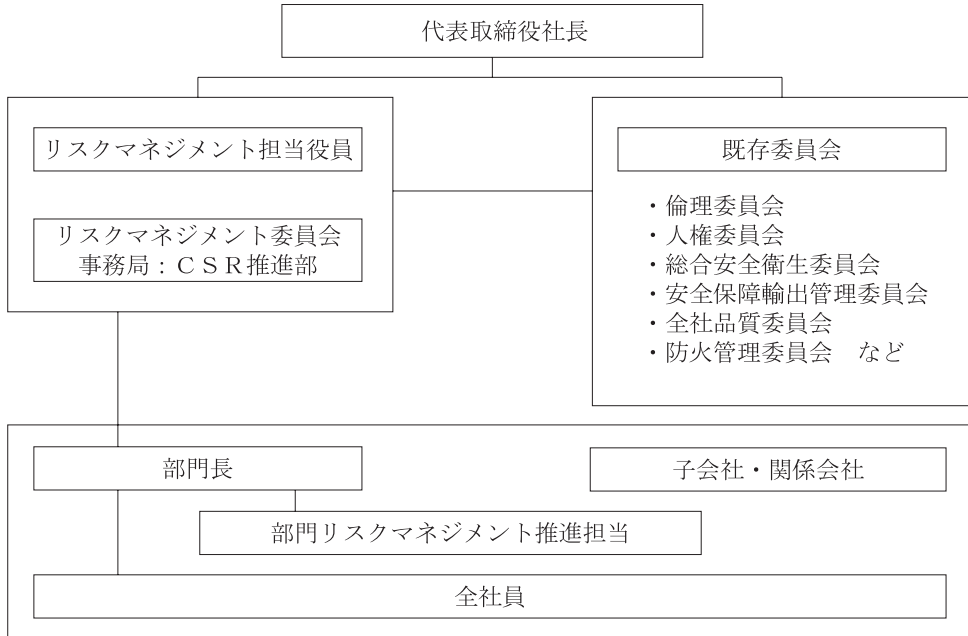 代表取締役社長
リスクマネジメント担当役員
リスクマネジメント委員会
事務局：ＣＳＲ推進部
既存委員会
・倫理委員会
・人権委員会
・総合安全衛生委員会
・安全保障輸出管理委員会
・全社品質委員会
・防火管理委員会　など
部門長
子会社・関係会社
部門リスクマネジメント推進担当
全社員